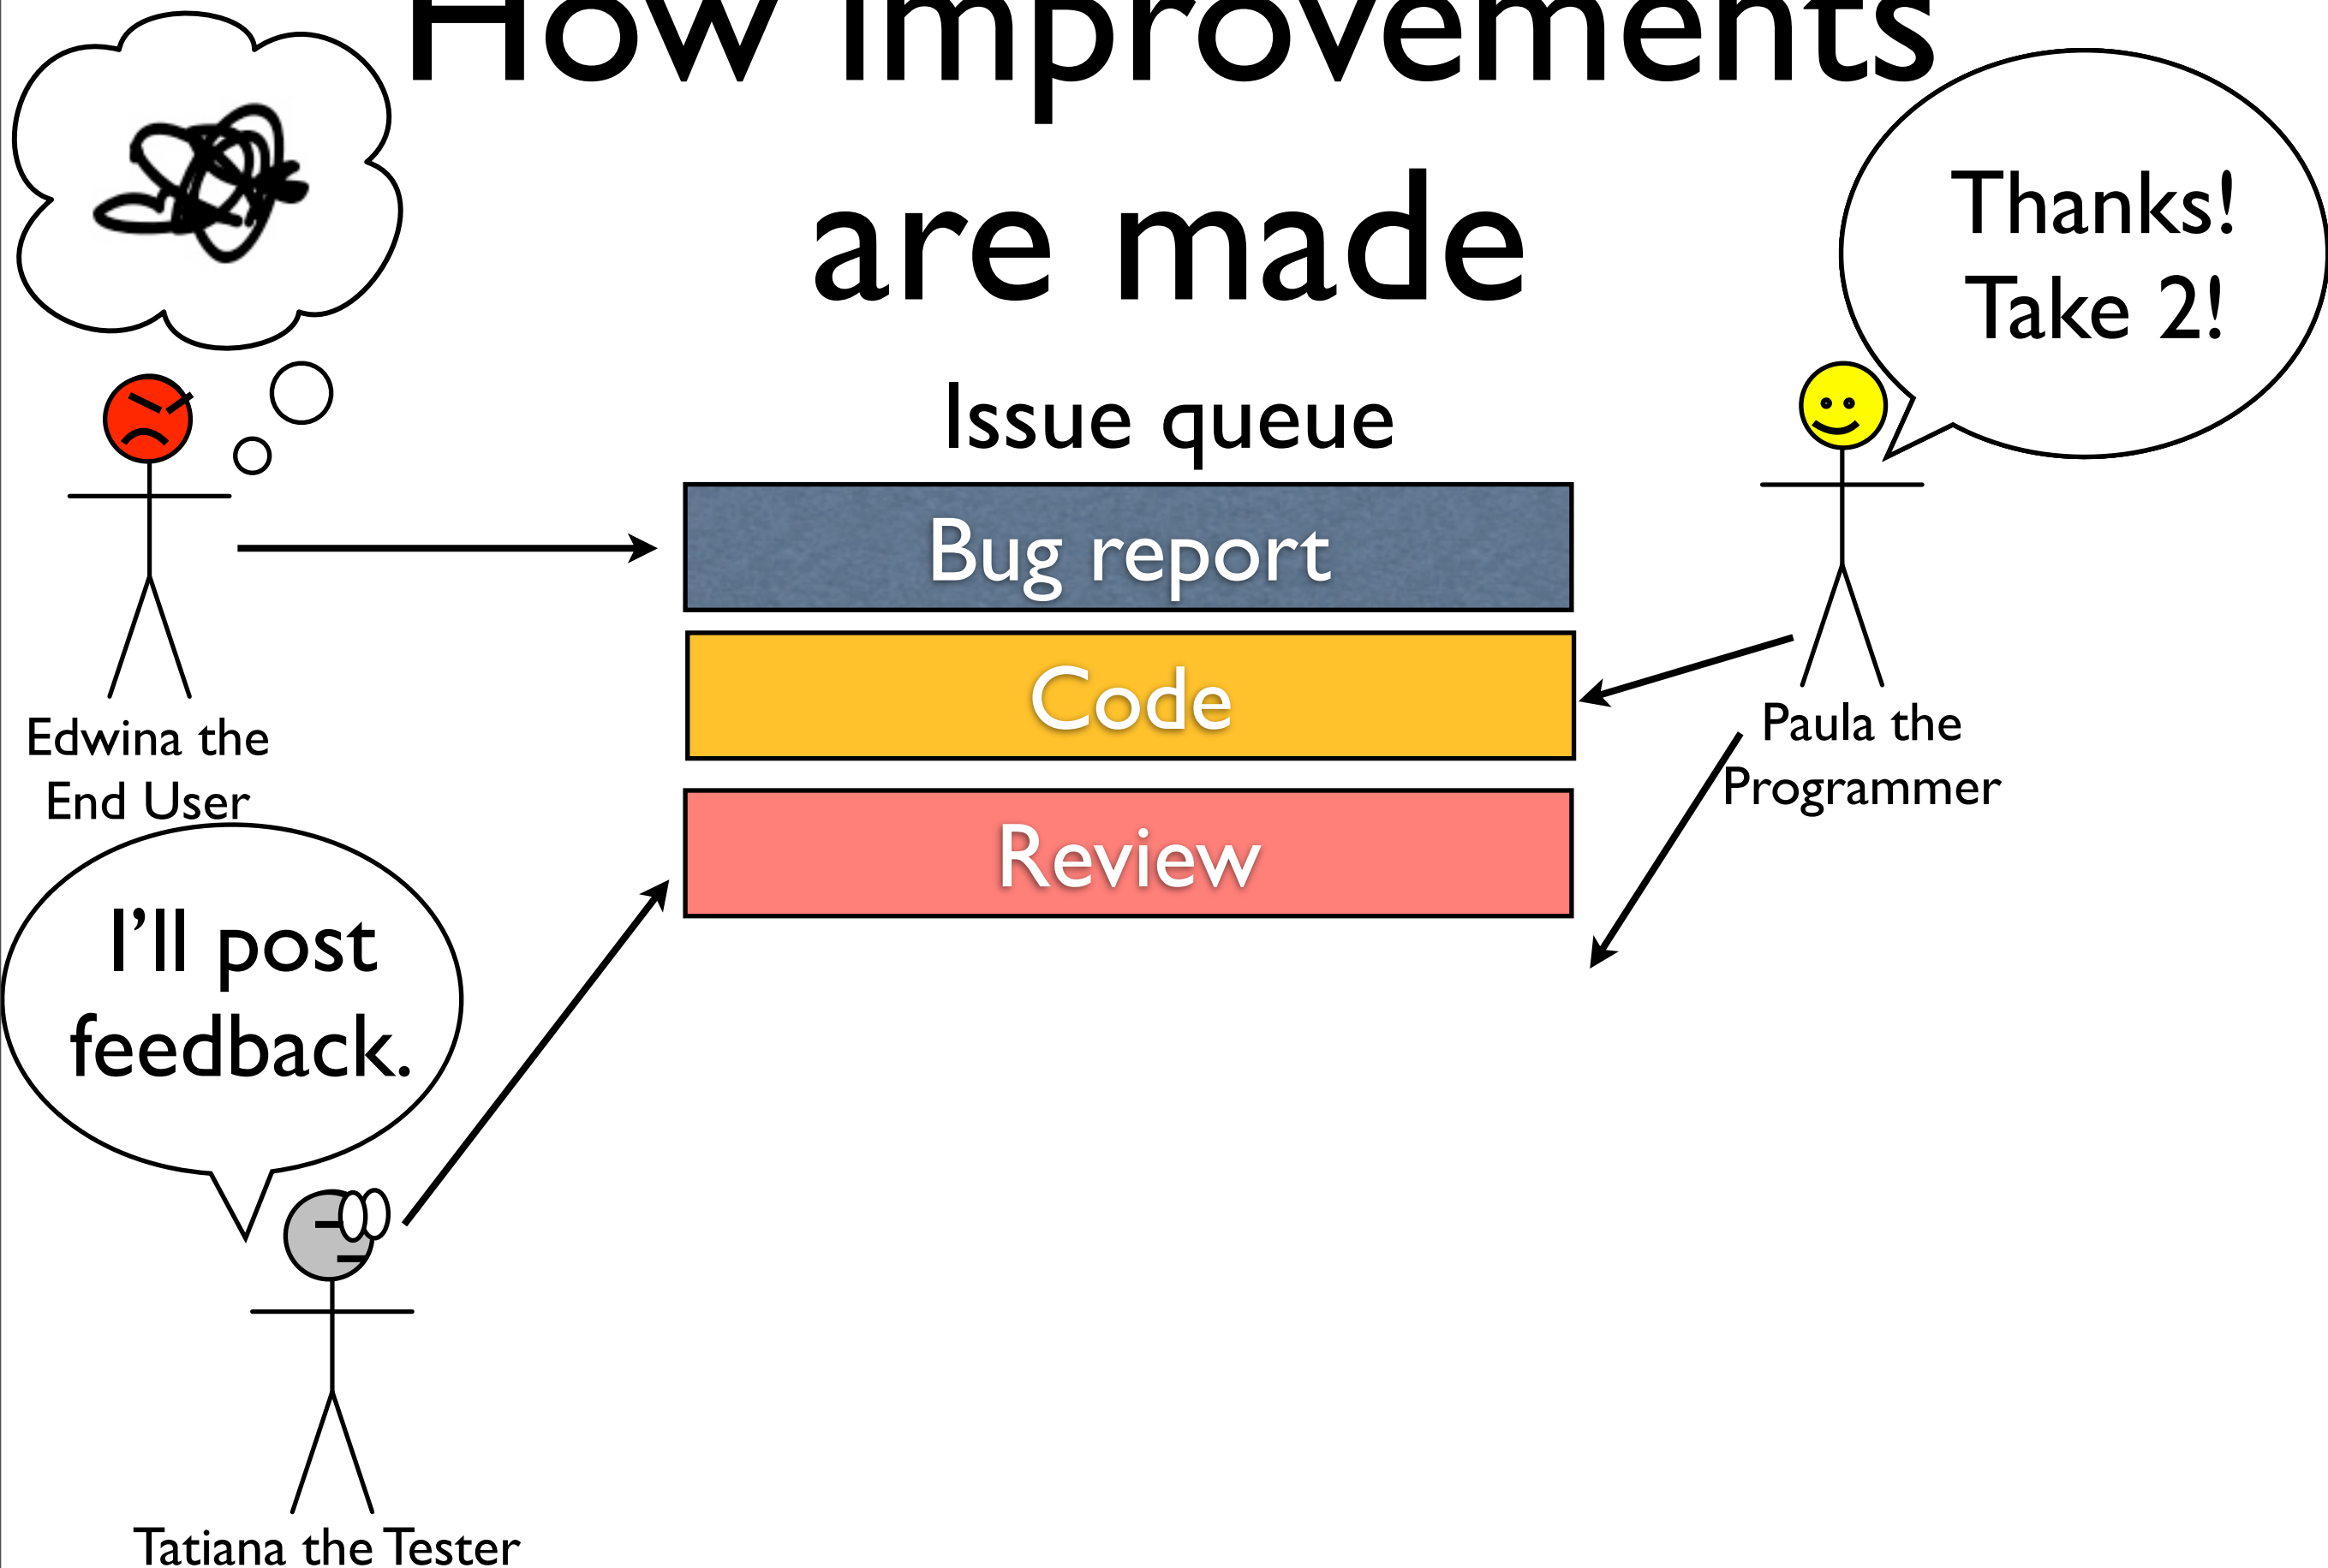 How improvements
are made
Thanks!
Take 2!
Issue queue
Bug report
Code
Review
Edwina the
End User
Paula the
Programmer
I’ll post
feedback.
Tatiana the Tester